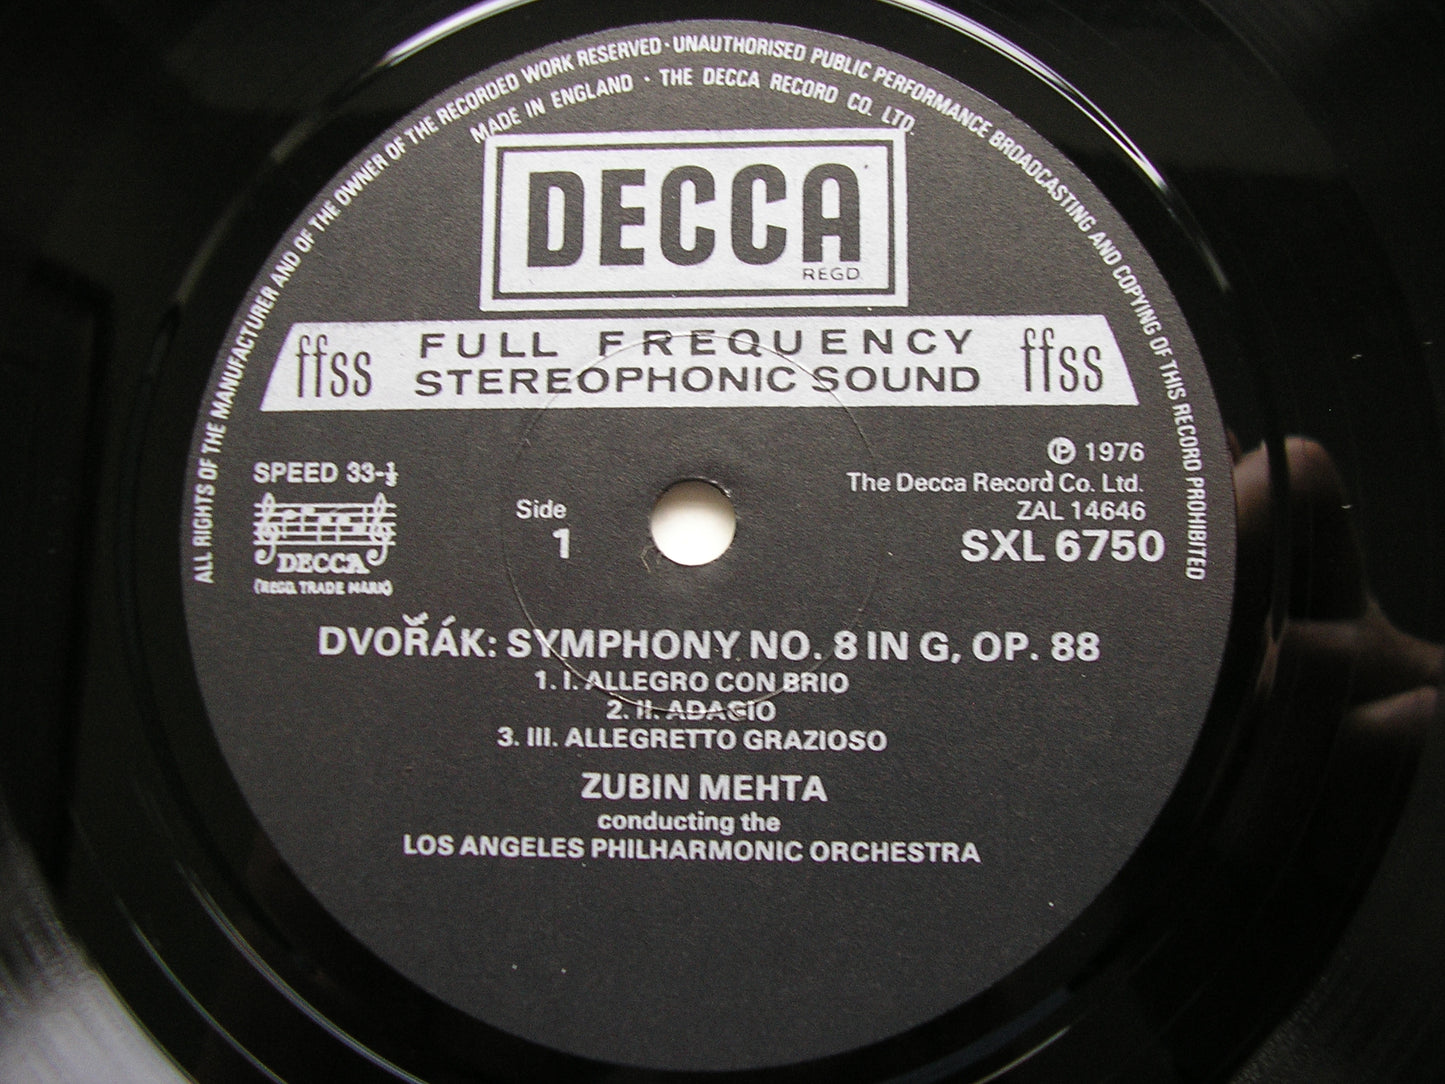 ALL RIGHTS OF THE MANUFACTURER AND OF THE OWNER OF THE RECORDED WORK RESERVED · UNAUTHORISED PUBLIC PERFORMANCE BROADCASTING AND COPYING OF THIS RECORD PROHIBITED
MADE IN ENGLAND · THE DECCA RECORD CO. LTD.
DECCA
REGD.
ffss FULL FREQUENCY STEREOPHONIC SOUND ffss
SPEED 33-⅓
DECCA
(REGD. TRADE MARK)
Side
1
℗ 1976
The Decca Record Co. Ltd.
ZAL 14646
SXL 6750
DVOŘÁK: SYMPHONY NO. 8 IN G, OP. 88
1. I. ALLEGRO CON BRIO
2. II. ADAGIO
3. III. ALLEGRETTO GRAZIOSO
ZUBIN MEHTA
conducting the
LOS ANGELES PHILHARMONIC ORCHESTRA